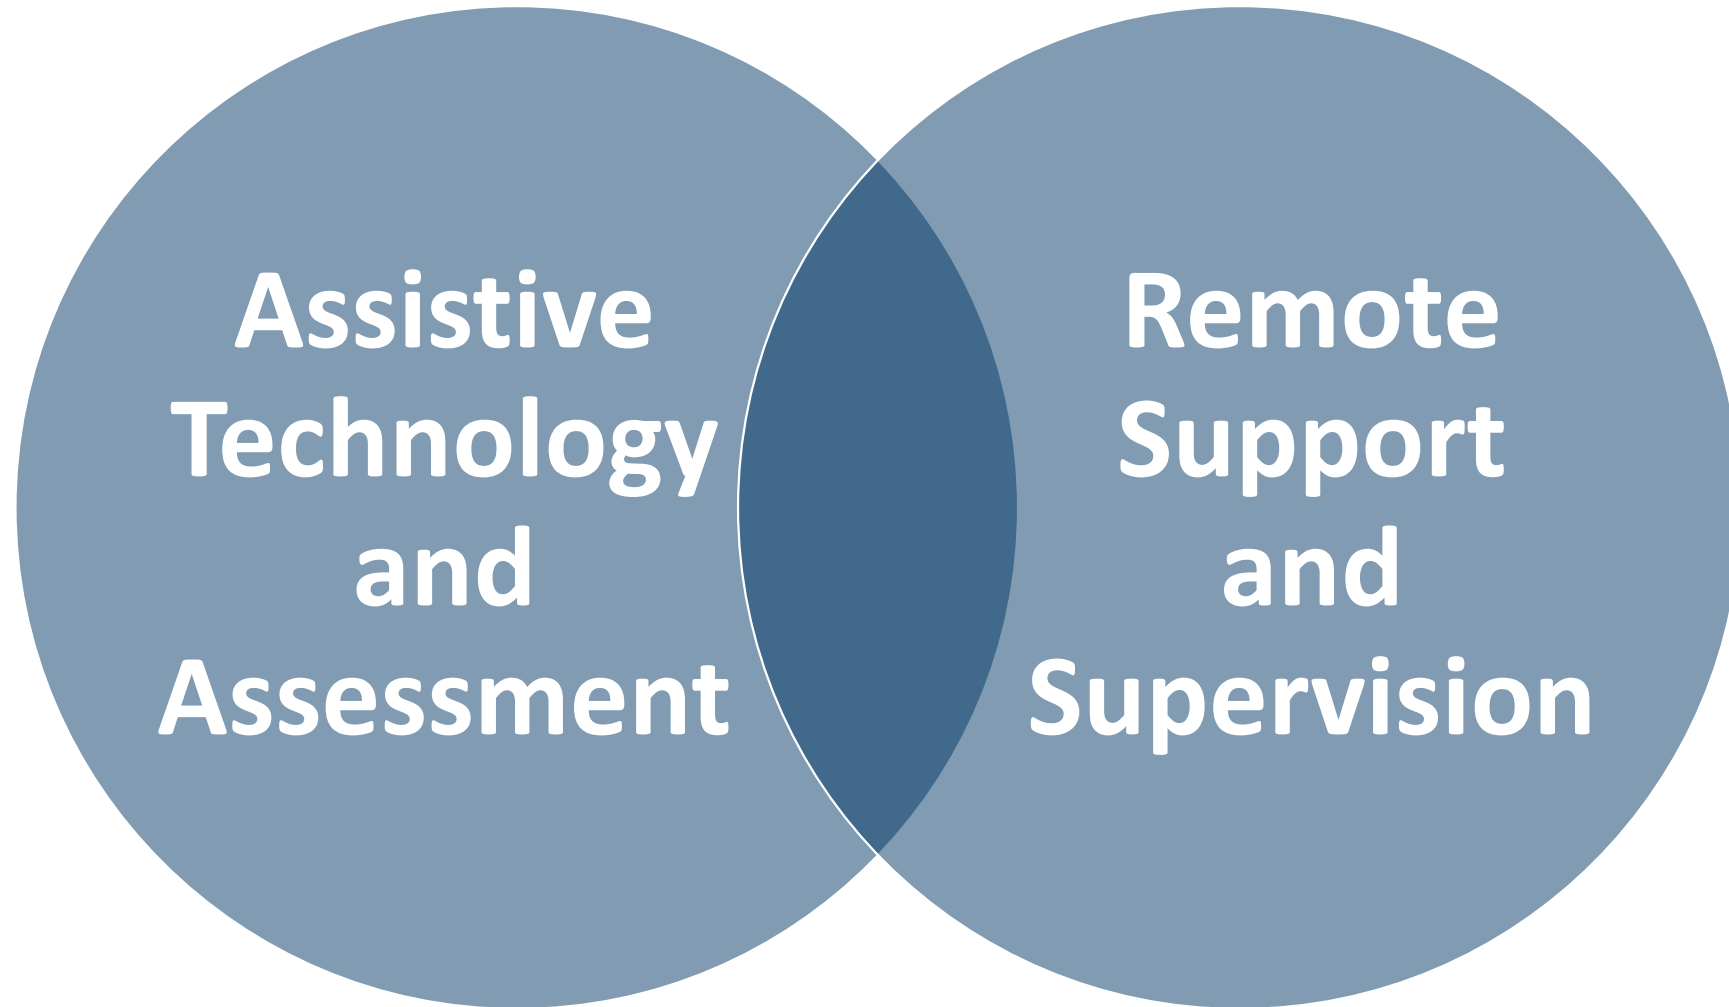 Assistive
Technology
and
Assessment
Remote
Support
and
Supervision